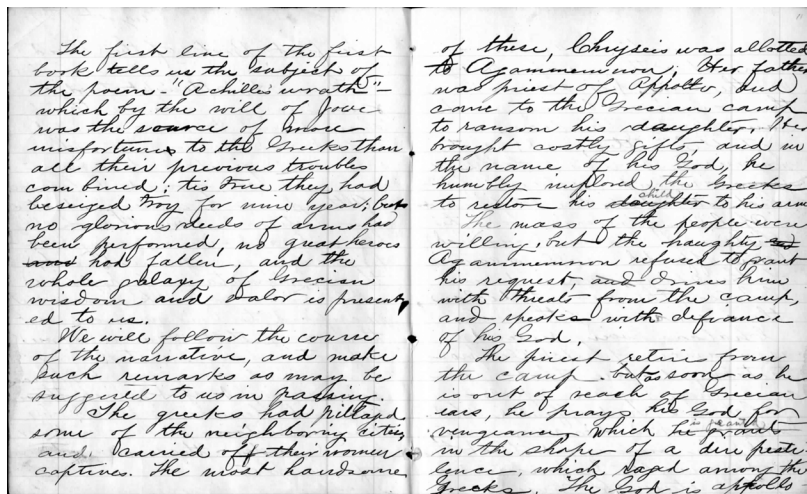 The first line of the first
book tells us the subject of
the poem - "Achilles wrath" -
which by the will of Jove
was the source of more
misfortunes to the Greeks than
all their previous troubles
combined; tis true they had
beseiged Troy for nine year; but
no glorious deeds of arms had
been performed, no great heroes
had fallen, and the
whole galaxy of Grecian
wisdom and valor is present
ed to us.
We will follow the course
of the narrative, and make
such remarks as may be
suggested to us in passing.
The greeks had pillaged
some of the neighboring cities,
and carried off their women
captives. The most handsome
of these, Chryseis was allotted
to Agammemnon; Her father
was priest of Appollo, and
came to the Grecian camp
to ransom his daughter. He
brought costly gifts, and in
the name of his God, he
humbly implored the Greeks
to restore his daughter child to his arms
The mass of the people were
willing, but the haughty
Agammemnon refused to grant
his request, and drives him
with threats from the camp,
and speaks with defiance
of his God.
The priest retires from
the camp but as soon as he
is out of reach of Grecian
ears, he prays his God for
vengeance, which he grants
in the shape of a dire pesti-
lence, which raged among the
Greeks. The God is appollo-